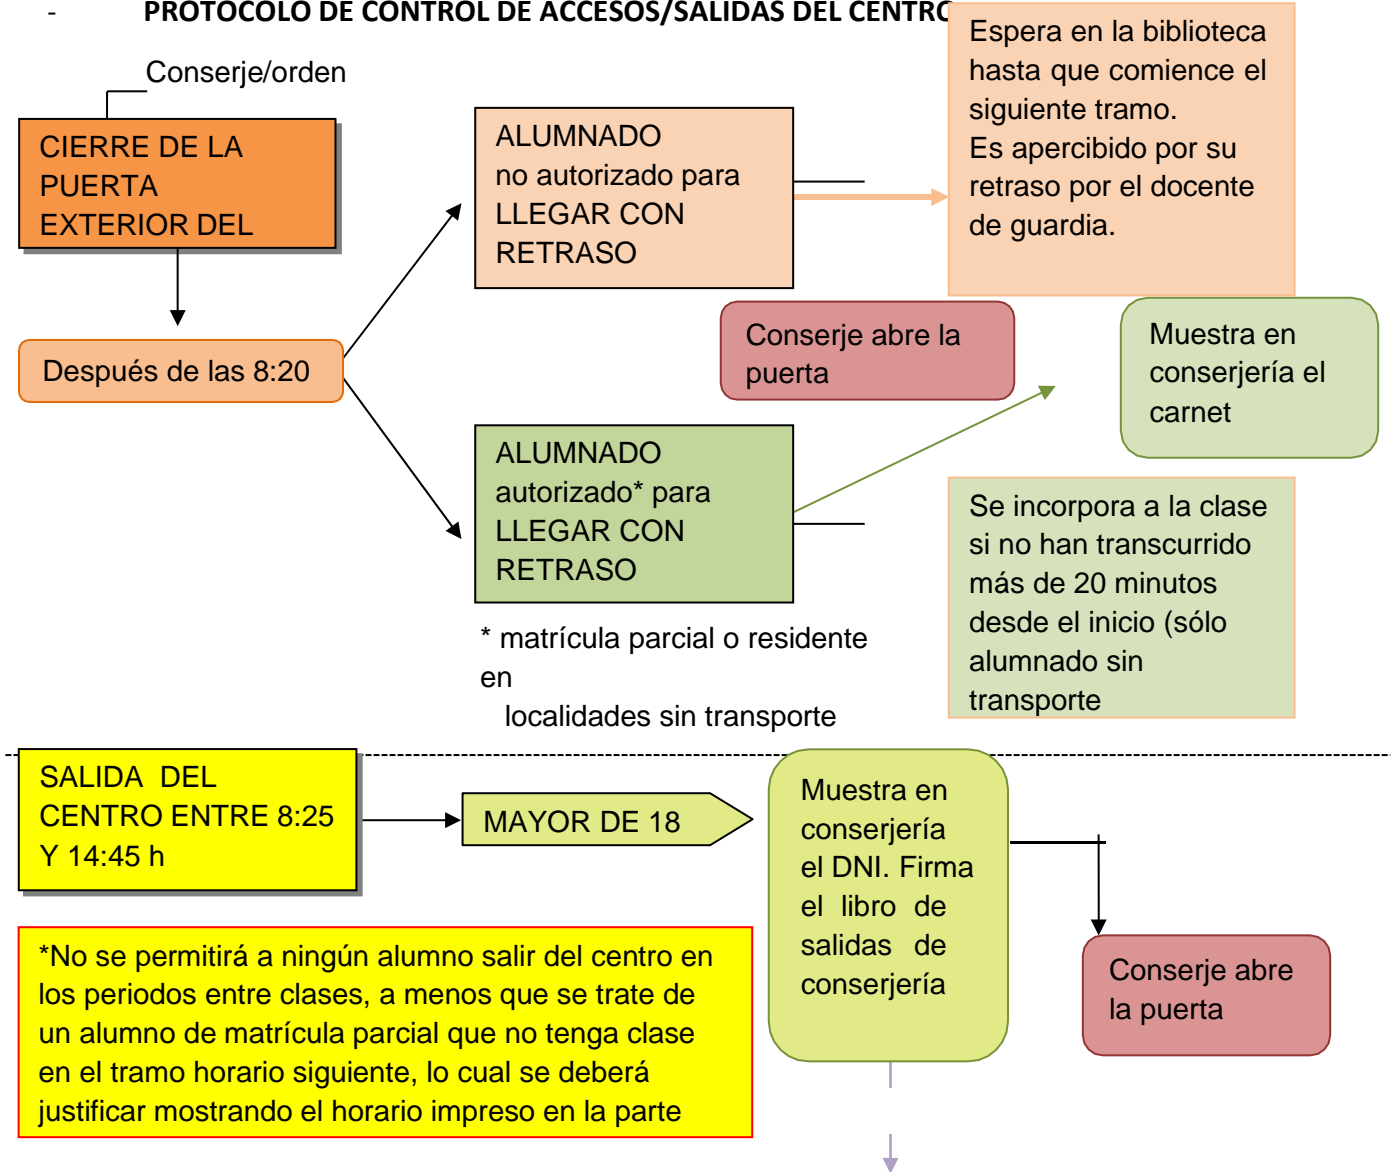 - PROTOCOLO DE CONTROL DE ACCESOS/SALIDAS DEL CENTRO
Conserje/orden
CIERRE DE LA
PUERTA
EXTERIOR DEL
Después de las 8:20
ALUMNADO
no autorizado para
LLEGAR CON
RETRASO
Espera en la biblioteca
hasta que comience el
siguiente tramo.
Es apercibido por su
retraso por el docente
de guardia.
Conserje abre la
puerta
Muestra en
conserjería el
carnet
ALUMNADO
autorizado* para
LLEGAR CON
RETRASO
Se incorpora a la clase
si no han transcurrido
más de 20 minutos
desde el inicio (sólo
alumnado sin
transporte
* matrícula parcial o residente
en
localidades sin transporte
SALIDA DEL
CENTRO ENTRE 8:25
Y 14:45 h
MAYOR DE 18
Muestra en
conserjería
el DNI. Firma
el libro de
salidas de
conserjería
Conserje abre
la puerta
*No se permitirá a ningún alumno salir del centro en
los periodos entre clases, a menos que se trate de
un alumno de matrícula parcial que no tenga clase
en el tramo horario siguiente, lo cual se deberá
justificar mostrando el horario impreso en la parte